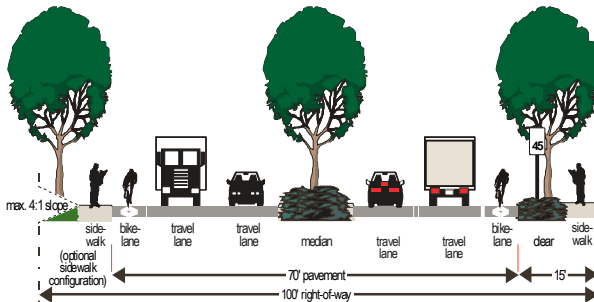 45
max. 4:1 slope
side-
walk
(optional
sidewalk
configuration)
bike-
lane
travel
lane
travel
lane
median
travel
lane
travel
lane
bike-
lane
clear
side-
walk
70' pavement
15'
100' right-of-way